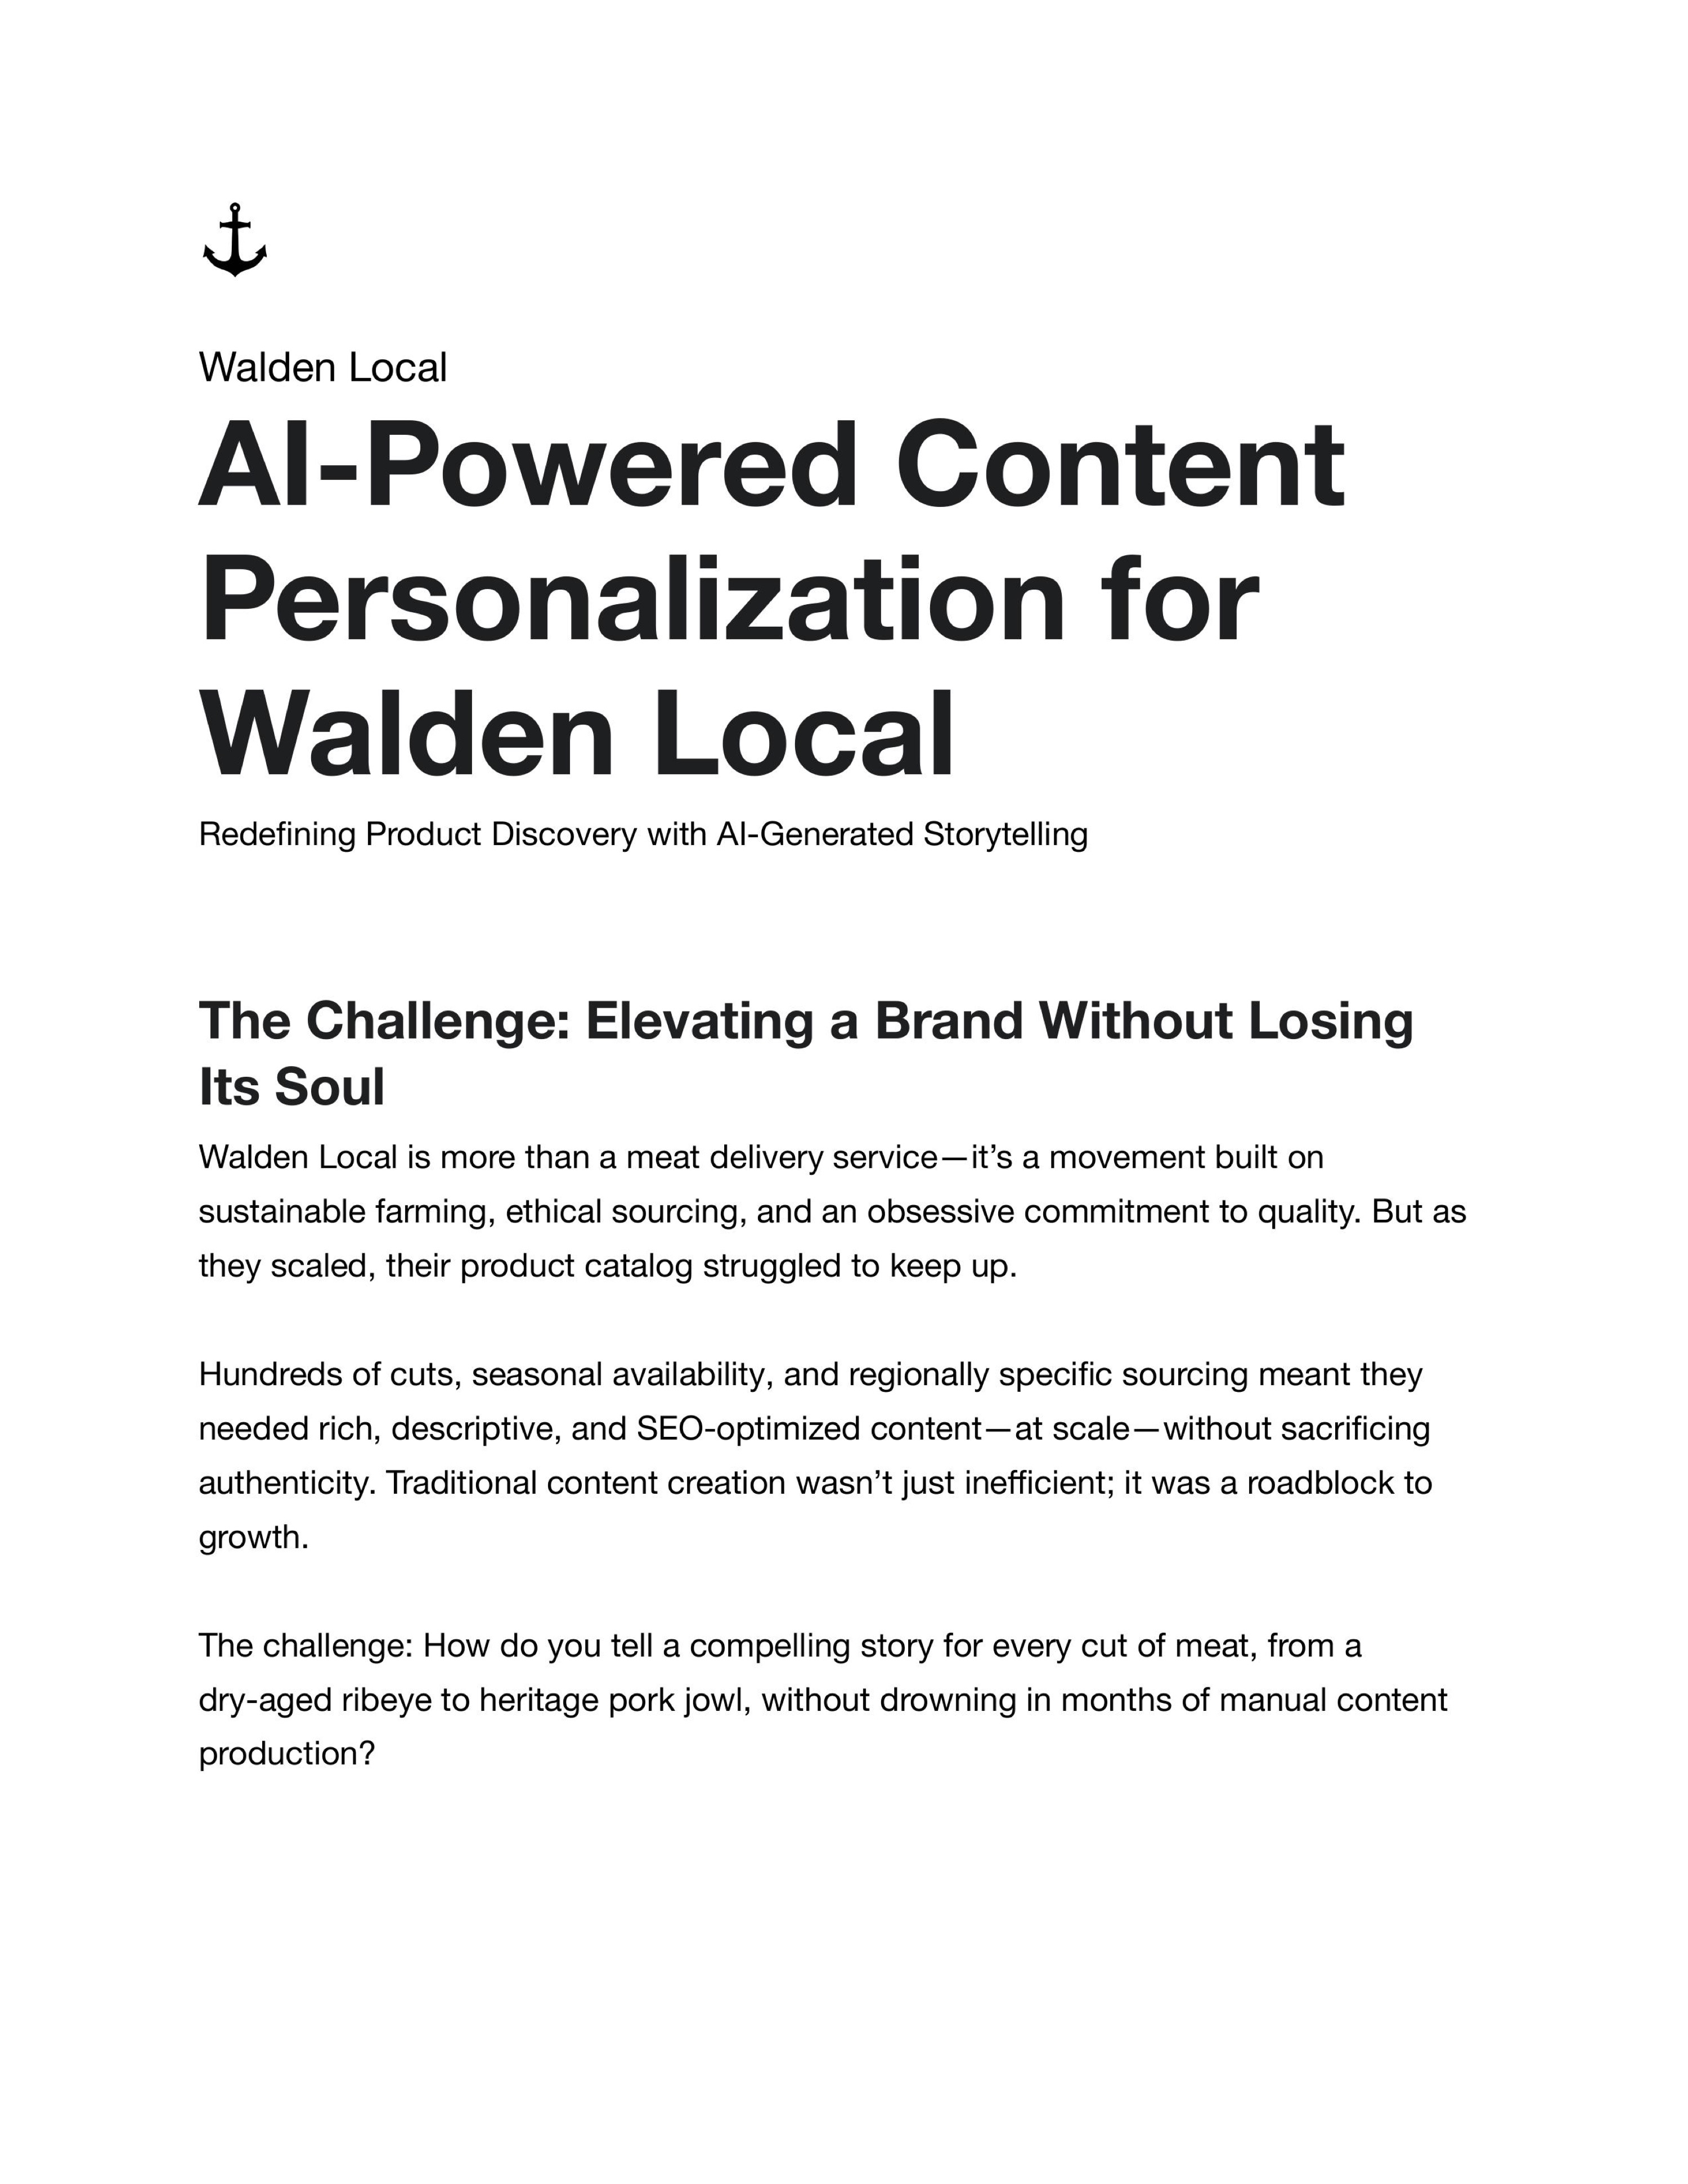 Walden Local
AI-Powered Content
Personalization for
Walden Local
Redefining Product Discovery with AI-Generated Storytelling
The Challenge: Elevating a Brand Without Losing
Its Soul
Walden Local is more than a meat delivery service—it’s a movement built on
sustainable farming, ethical sourcing, and an obsessive commitment to quality. But as
they scaled, their product catalog struggled to keep up.
Hundreds of cuts, seasonal availability, and regionally specific sourcing meant they
needed rich, descriptive, and SEO-optimized content—at scale—without sacrificing
authenticity. Traditional content creation wasn’t just inefficient; it was a roadblock to
growth.
The challenge: How do you tell a compelling story for every cut of meat, from a
dry-aged ribeye to heritage pork jowl, without drowning in months of manual content
production?